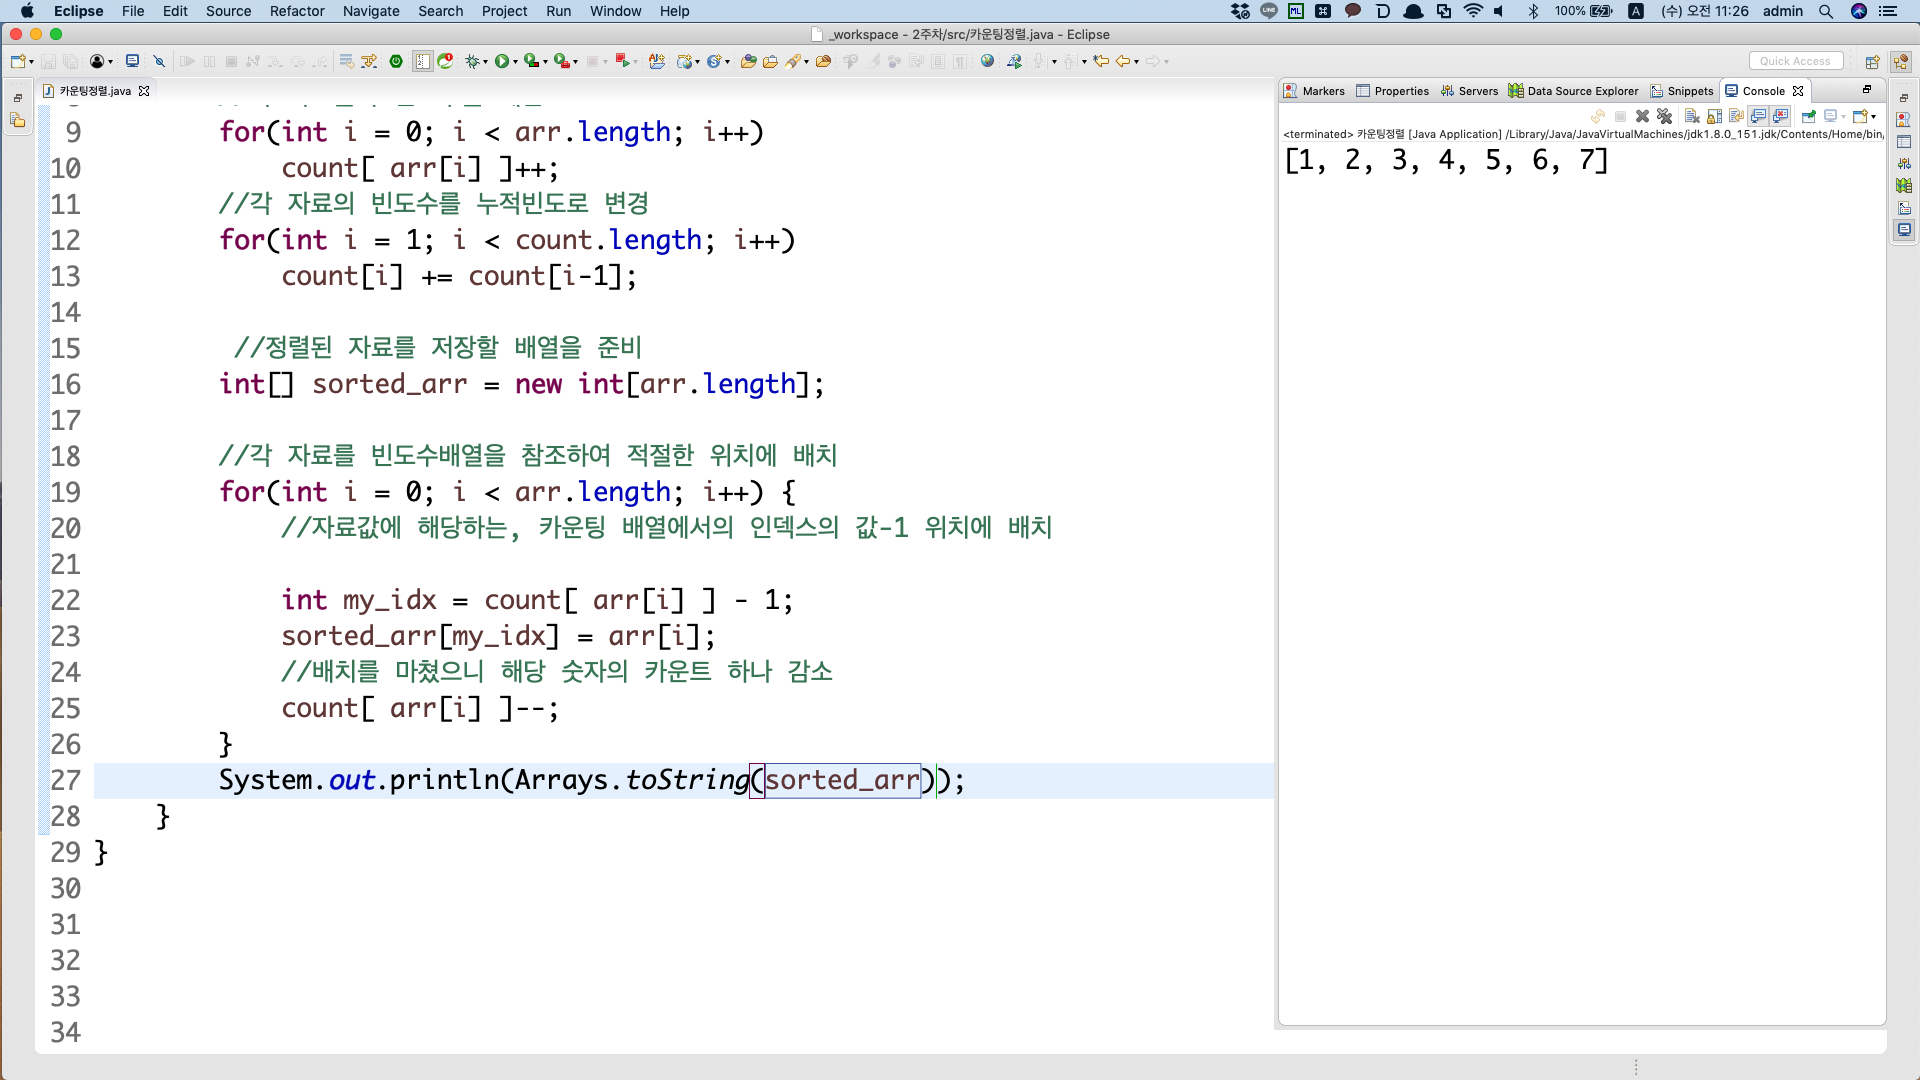 Eclipse File Edit Source Refactor Navigate Search Project Run Window Help 100% A (수) 오전 11:26 admin
_workspace - 2주차/src/카운팅정렬.java - Eclipse
Quick Access
카운팅정렬.java
9 for(int i = 0; i < arr.length; i++)
10 count[ arr[i] ]++;
11 //각 자료의 빈도수를 누적빈도로 변경
12 for(int i = 1; i < count.length; i++)
13 count[i] += count[i-1];
14
15 //정렬된 자료를 저장할 배열을 준비
16 int[] sorted_arr = new int[arr.length];
17
18 //각 자료를 빈도수배열을 참조하여 적절한 위치에 배치
19 for(int i = 0; i < arr.length; i++) {
20 //자료값에 해당하는, 카운팅 배열에서의 인덱스의 값-1 위치에 배치
21
22 int my_idx = count[ arr[i] ] - 1;
23 sorted_arr[my_idx] = arr[i];
24 //배치를 마쳤으니 해당 숫자의 카운트 하나 감소
25 count[ arr[i] ]--;
26 }
27 System.out.println(Arrays.toString(sorted_arr));
28 }
29 }
30
31
32
33
34
Markers Properties Servers Data Source Explorer Snippets Console
<terminated> 카운팅정렬 [Java Application] /Library/Java/JavaVirtualMachines/jdk1.8.0_151.jdk/Contents/Home/bin/
[1, 2, 3, 4, 5, 6, 7]